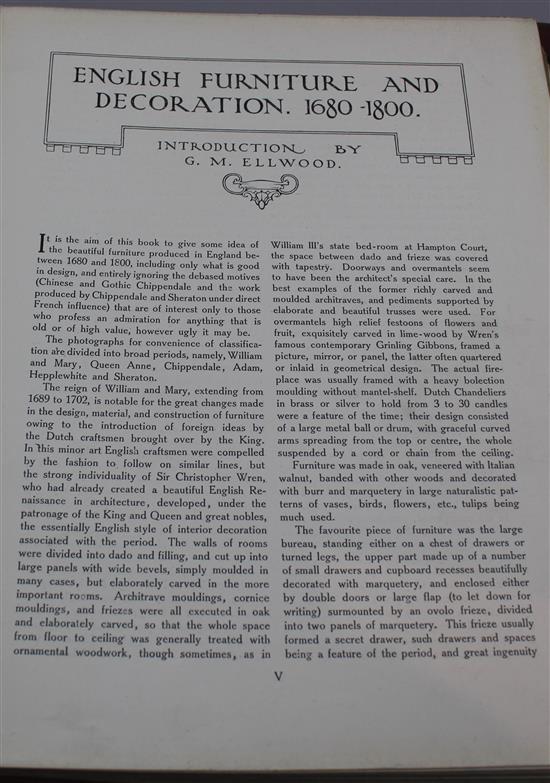 ENGLISH FURNITURE AND
DECORATION. 1680-1800.
INTRODUCTION BY
G. M. ELLWOOD.
It is the aim of this book to give some idea of
the beautiful furniture produced in England be-
tween 1680 and 1800, including only what is good
in design, and entirely ignoring the debased motives
(Chinese and Gothic Chippendale and the work
produced by Chippendale and Sheraton under direct
French influence) that are of interest only to those
who profess an admiration for anything that is
old or of high value, however ugly it may be.
The photographs for convenience of classifica-
tion are divided into broad periods, namely, William
and Mary, Queen Anne, Chippendale, Adam,
Hepplewhite and Sheraton.
The reign of William and Mary, extending from
1689 to 1702, is notable for the great changes made
in the design, material, and construction of furniture
owing to the introduction of foreign ideas by
the Dutch craftsmen brought over by the King.
In this minor art English craftsmen were compelled
by the fashion to follow on similar lines, but
the strong individuality of Sir Christopher Wren,
who had already created a beautiful English Re-
naissance in architecture, developed, under the
patronage of the King and Queen and great nobles,
the essentially English style of interior decoration
associated with the period. The walls of rooms
were divided into dado and filling, and cut up into
large panels with wide bevels, simply moulded in
many cases, but elaborately carved in the more
important rooms. Architrave mouldings, cornice
mouldings, and friezes were all executed in oak
and elaborately carved, so that the whole space
from floor to ceiling was generally treated with
ornamental woodwork, though sometimes, as in
William III's state bed-room at Hampton Court,
the space between dado and frieze was covered
with tapestry. Doorways and overmantels seem
to have been the architect's special care. In the
best examples of the former richly carved and
moulded architraves, and pediments supported by
elaborate and beautiful trusses were used. For
overmantels high relief festoons of flowers and
fruit, exquisitely carved in lime-wood by Wren's
famous contemporary Grinling Gibbons, framed a
picture, mirror, or panel, the latter often quartered
or inlaid in geometrical design. The actual fire-
place was usually framed with a heavy bolection
moulding without mantel-shelf. Dutch Chandeliers
in brass or silver to hold from 3 to 30 candles
were a feature of the time; their design consisted
of a large metal ball or drum, with graceful curved
arms spreading from the top or centre, the whole
suspended by a cord or chain from the ceiling.
Furniture was made in oak, veneered with Italian
walnut, banded with other woods and decorated
with burr and marquetry in large naturalistic pat-
terns of vases, birds, flowers, etc., tulips being
much used.
The favourite piece of furniture was the large
bureau, standing either on a chest of drawers or
turned legs, the upper part made up of a number
of small drawers and cupboard recesses beautifully
decorated with marquetry, and enclosed either
by double doors or large flap (to let down for
writing) surmounted by an ovolo frieze, divided
into two panels of marquetry. This frieze usually
formed a secret drawer, such drawers and spaces
being a feature of the period, and great ingenuity
V